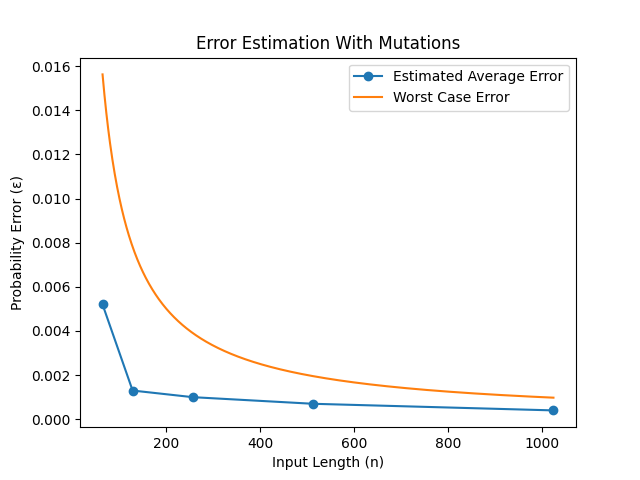 Error Estimation With Mutations
Estimated Average Error
Worst Case Error
Probability Error (ε)
0.016
0.014
0.012
0.010
0.008
0.006
0.004
0.002
0.000
200 400 600 800 1000
Input Length (n)